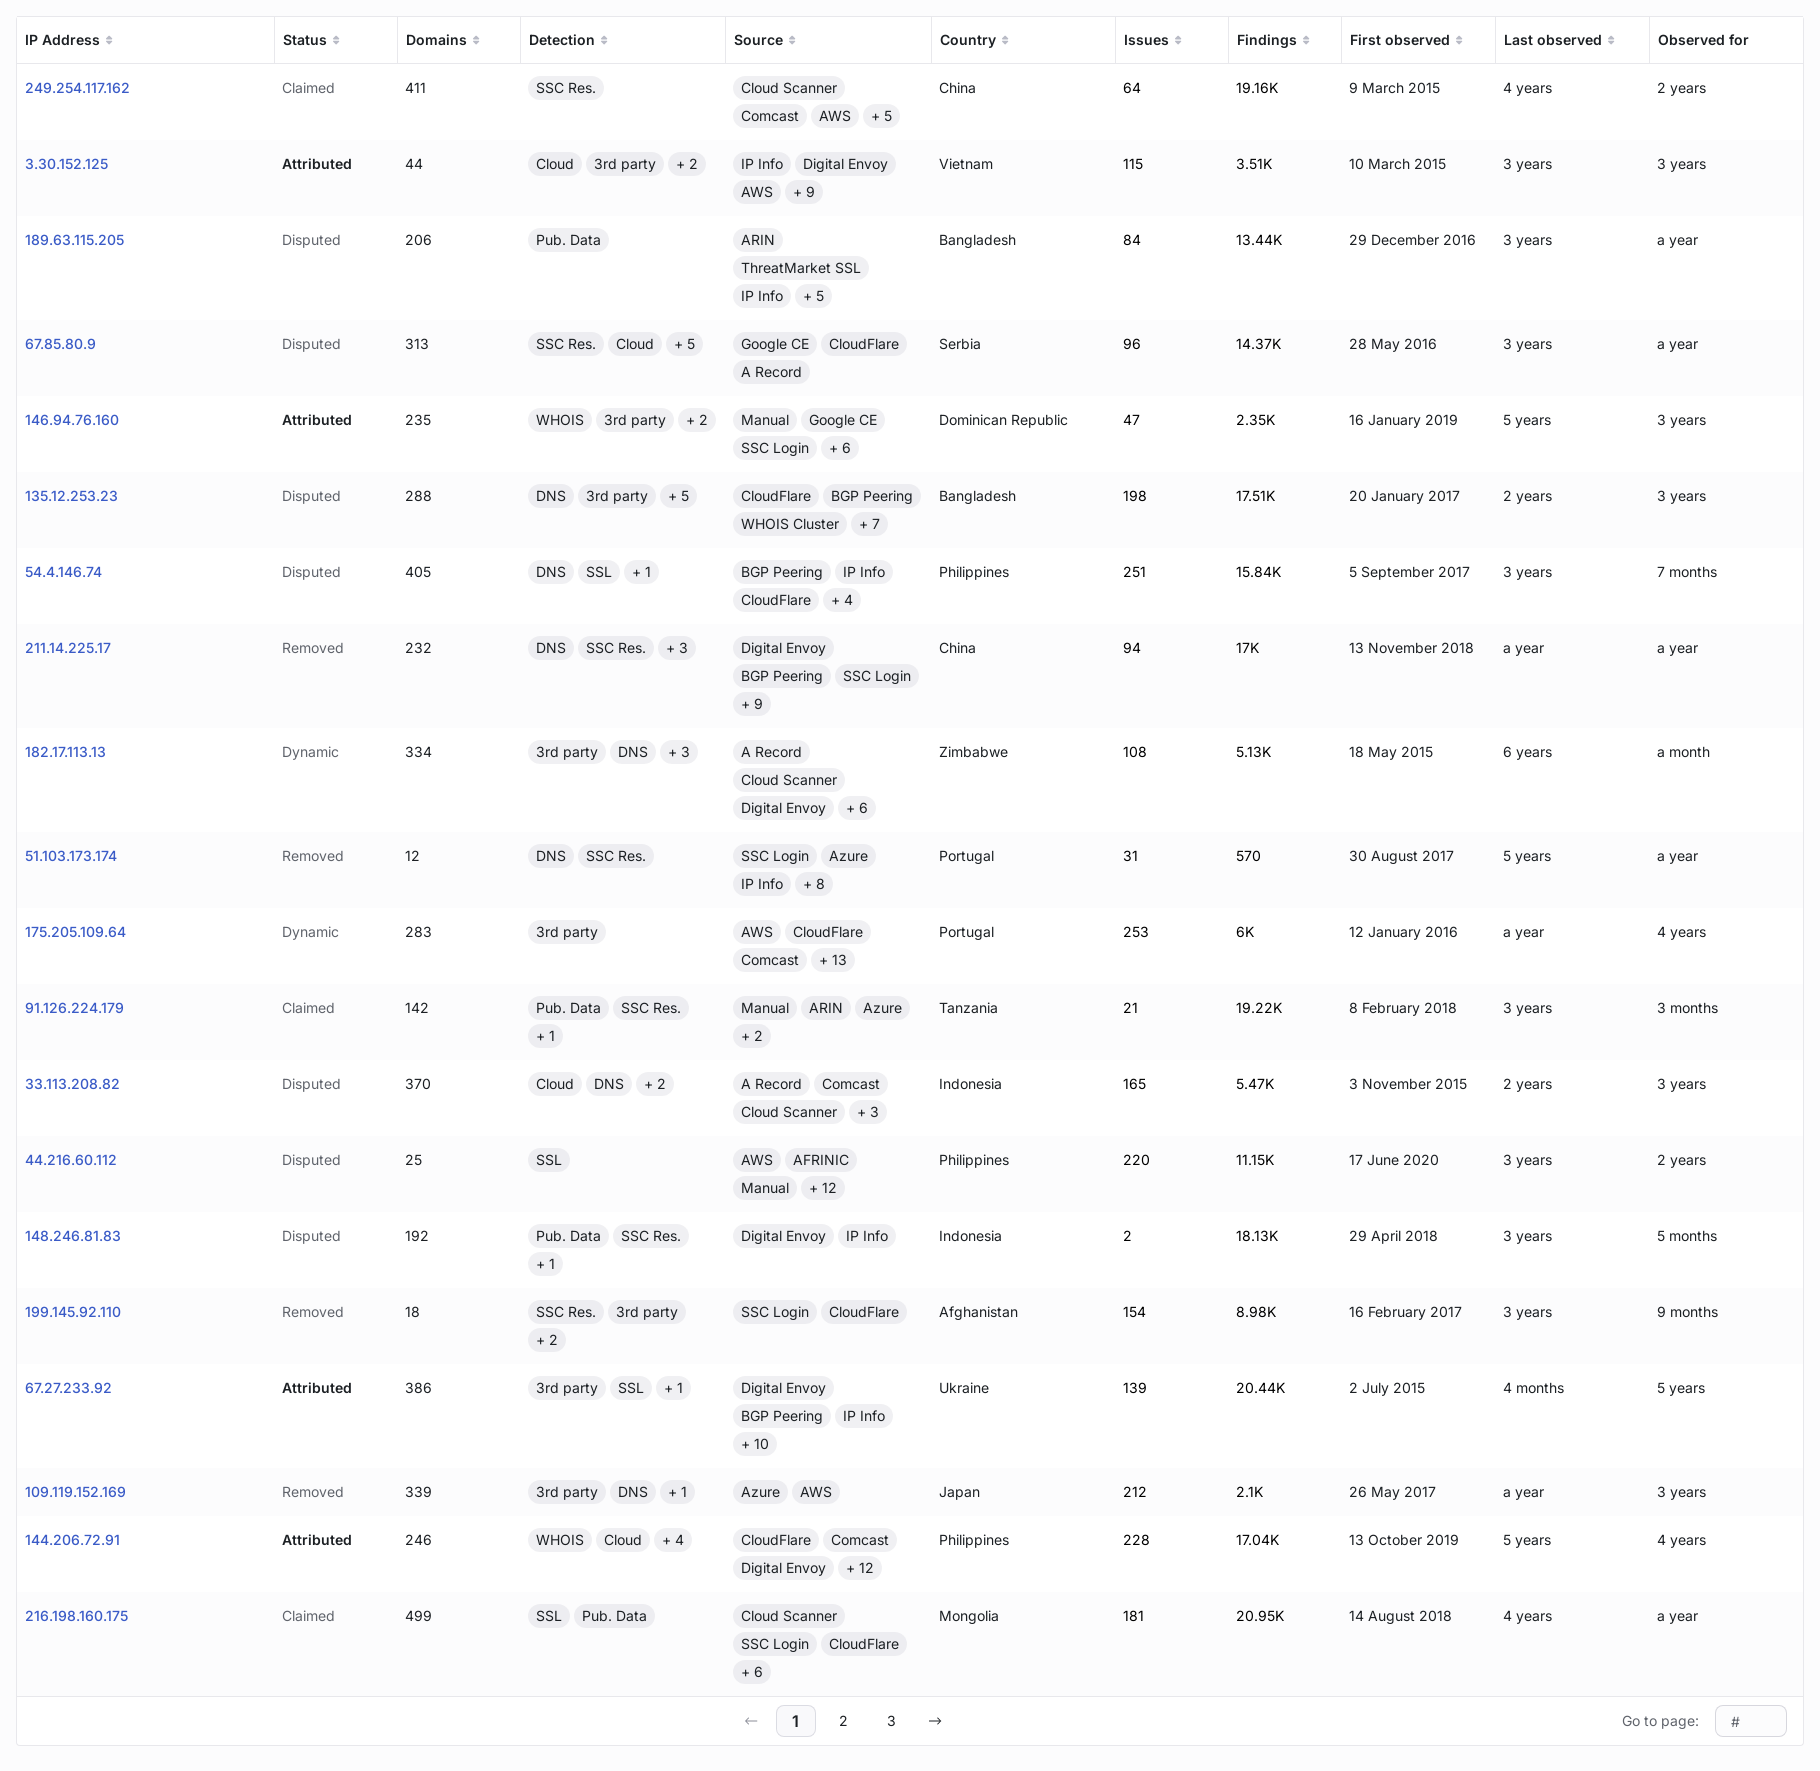 IP Address Status Domains Detection Source Country Issues Findings First observed Last observed Observed for
249.254.117.162 Claimed 411 SSC Res. Cloud Scanner China 64 19.16K 9 March 2015 4 years 2 years
Comcast AWS + 5
3.30.152.125 Attributed 44 Cloud 3rd party + 2 IP Info Digital Envoy Vietnam 115 3.51K 10 March 2015 3 years 3 years
AWS + 9
189.63.115.205 Disputed 206 Pub. Data ARIN Bangladesh 84 13.44K 29 December 2016 3 years a year
ThreatMarket SSL
IP Info + 5
67.85.80.9 Disputed 313 SSC Res. Cloud + 5 Google CE CloudFlare Serbia 96 14.37K 28 May 2016 3 years a year
A Record
146.94.76.160 Attributed 235 WHOIS 3rd party + 2 Manual Google CE Dominican Republic 47 2.35K 16 January 2019 5 years 3 years
SSC Login + 6
135.12.253.23 Disputed 288 DNS 3rd party + 5 CloudFlare BGP Peering Bangladesh 198 17.51K 20 January 2017 2 years 3 years
WHOIS Cluster + 7
54.4.146.74 Disputed 405 DNS SSL + 1 BGP Peering IP Info Philippines 251 15.84K 5 September 2017 3 years 7 months
CloudFlare + 4
211.14.225.17 Removed 232 DNS SSC Res. + 3 Digital Envoy China 94 17K 13 November 2018 a year a year
BGP Peering SSC Login
+ 9
182.17.113.13 Dynamic 334 3rd party DNS + 3 A Record Zimbabwe 108 5.13K 18 May 2015 6 years a month
Cloud Scanner
Digital Envoy + 6
51.103.173.174 Removed 12 DNS SSC Res. SSC Login Azure Portugal 31 570 30 August 2017 5 years a year
IP Info + 8
175.205.109.64 Dynamic 283 3rd party AWS CloudFlare Portugal 253 6K 12 January 2016 a year 4 years
Comcast + 13
91.126.224.179 Claimed 142 Pub. Data SSC Res. Manual ARIN Azure Tanzania 21 19.22K 8 February 2018 3 years 3 months
+ 1 + 2
33.113.208.82 Disputed 370 Cloud DNS + 2 A Record Comcast Indonesia 165 5.47K 3 November 2015 2 years 3 years
Cloud Scanner + 3
44.216.60.112 Disputed 25 SSL AWS AFRINIC Philippines 220 11.15K 17 June 2020 3 years 2 years
Manual + 12
148.246.81.83 Disputed 192 Pub. Data SSC Res. Digital Envoy IP Info Indonesia 2 18.13K 29 April 2018 3 years 5 months
+ 1
199.145.92.110 Removed 18 SSC Res. 3rd party SSC Login CloudFlare Afghanistan 154 8.98K 16 February 2017 3 years 9 months
+ 2
67.27.233.92 Attributed 386 3rd party SSL + 1 Digital Envoy Ukraine 139 20.44K 2 July 2015 4 months 5 years
BGP Peering IP Info
+ 10
109.119.152.169 Removed 339 3rd party DNS + 1 Azure AWS Japan 212 2.1K 26 May 2017 a year 3 years
144.206.72.91 Attributed 246 WHOIS Cloud + 4 CloudFlare Comcast Philippines 228 17.04K 13 October 2019 5 years 4 years
Digital Envoy + 12
216.198.160.175 Claimed 499 SSL Pub. Data Cloud Scanner Mongolia 181 20.95K 14 August 2018 4 years a year
SSC Login CloudFlare
+ 6
← 1 2 3 → Go to page: #